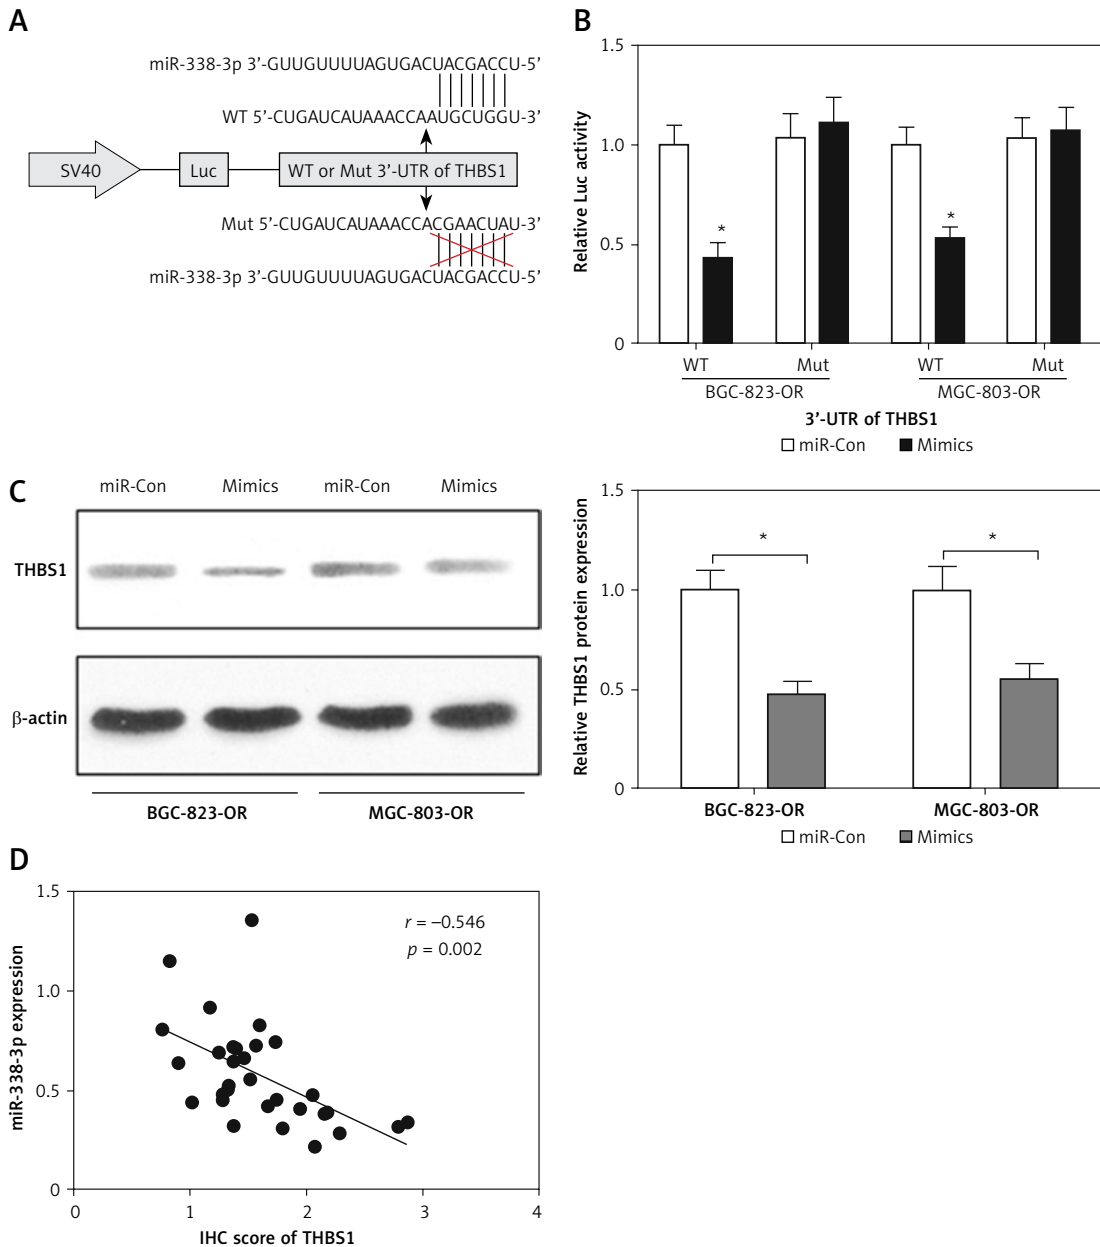 A
miR-338-3p 3’-GUUGUUUUAGUGACUACGACCU-5’
WT 5’-CUGAUCAUAAACCAAUGCUGGU-3’
SV40
Luc
WT or Mut 3’-UTR of THBS1
Mut 5’-CUGAUCAUAAACCACGAACUAU-3’
miR-338-3p 3’-GUUGUUUUAGUGACUACGACCU-5’
B
Relative Luc activity
1.5
1.0
0.5
0
*
*
WT Mut WT Mut
BGC-823-OR MGC-803-OR
3’-UTR of THBS1
miR-Con Mimics
C
miR-Con Mimics miR-Con Mimics
THBS1
β-actin
BGC-823-OR MGC-803-OR
Relative THBS1 protein expression
1.5
1.0
0.5
0
*
*
BGC-823-OR MGC-803-OR
miR-Con Mimics
D
miR-338-3p expression
1.5
1.0
0.5
0
r = –0.546
p = 0.002
0 1 2 3 4
IHC score of THBS1